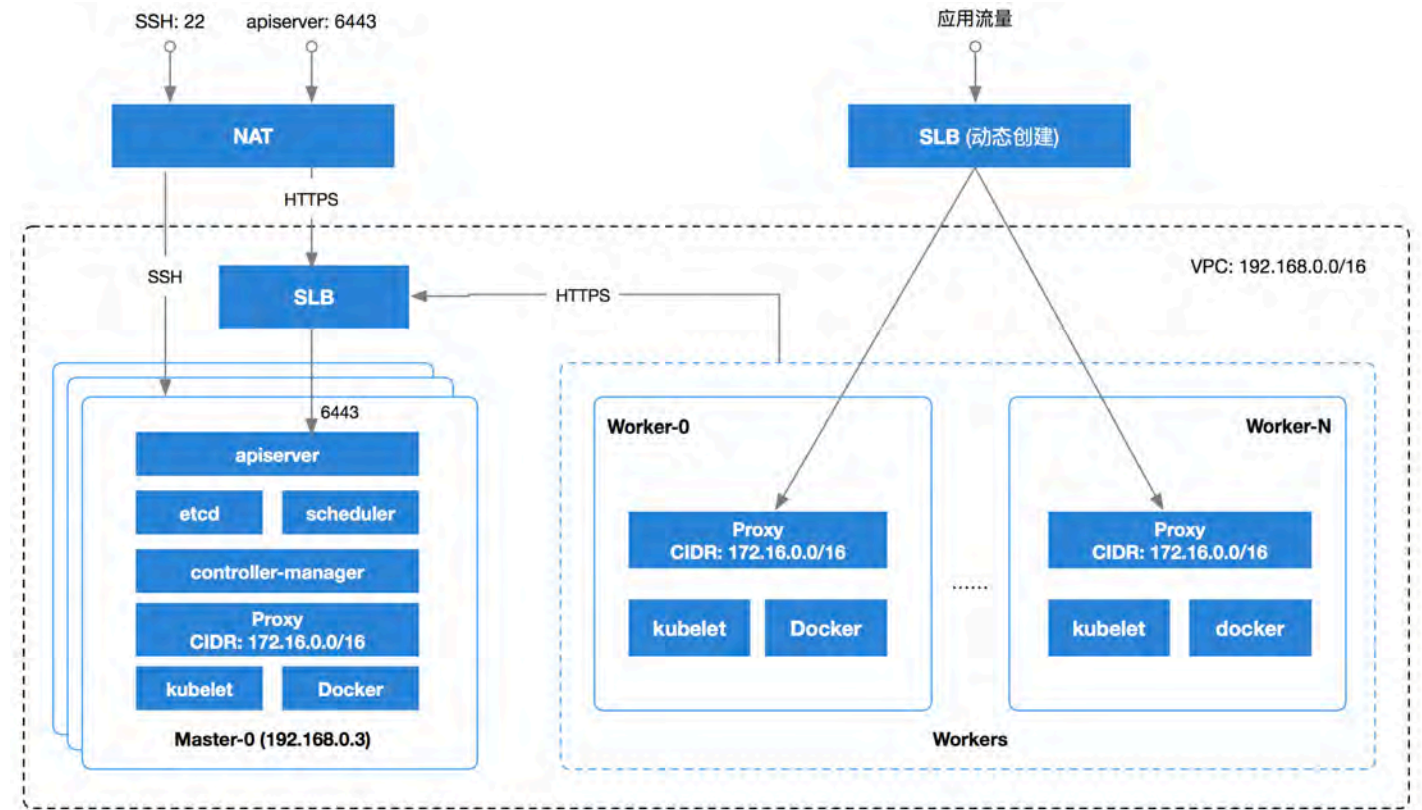 SSH: 22
apiserver: 6443
应用流量
NAT
SLB (动态创建)
HTTPS
VPC: 192.168.0.0/16
SSH
SLB
HTTPS
6443
apiserver
etcd
scheduler
controller-manager
Proxy
CIDR: 172.16.0.0/16
kubelet
Docker
Master-0 (192.168.0.3)
Worker-0
Proxy
CIDR: 172.16.0.0/16
kubelet
Docker
......
Worker-N
Proxy
CIDR: 172.16.0.0/16
kubelet
docker
Workers